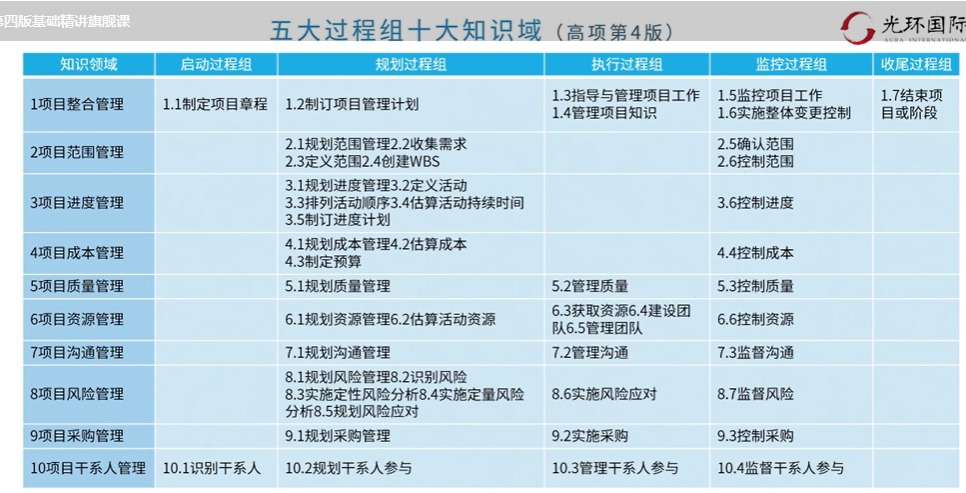 第四版基础精讲旗舰课
五大过程组十大知识域（高项第4版）
光环国际
AURA INTERNATIONAL
知识领域 启动过程组 规划过程组 执行过程组 监控过程组 收尾过程组
1项目整合管理 1.1制定项目章程 1.2制订项目管理计划 1.3指导与管理项目工作 1.5监控项目工作 1.7结束项
1.4管理项目知识 1.6实施整体变更控制 目或阶段
2项目范围管理 2.1规划范围管理2.2收集需求 2.5确认范围
2.3定义范围2.4创建WBS 2.6控制范围
3项目进度管理 3.1规划进度管理3.2定义活动
3.3排列活动顺序3.4估算活动持续时间 3.6控制进度
3.5制订进度计划
4项目成本管理 4.1规划成本管理4.2估算成本 4.4控制成本
4.3制定预算
5项目质量管理 5.1规划质量管理 5.2管理质量 5.3控制质量
6项目资源管理 6.1规划资源管理6.2估算活动资源 6.3获取资源6.4建设团 6.6控制资源
队6.5管理团队
7项目沟通管理 7.1规划沟通管理 7.2管理沟通 7.3监督沟通
8项目风险管理 8.1规划风险管理8.2识别风险
8.3实施定性风险分析8.4实施定量风险 8.6实施风险应对 8.7监督风险
分析8.5规划风险应对
9项目采购管理 9.1规划采购管理 9.2实施采购 9.3控制采购
10项目干系人管理 10.1识别干系人 10.2规划干系人参与 10.3管理干系人参与 10.4监督干系人参与